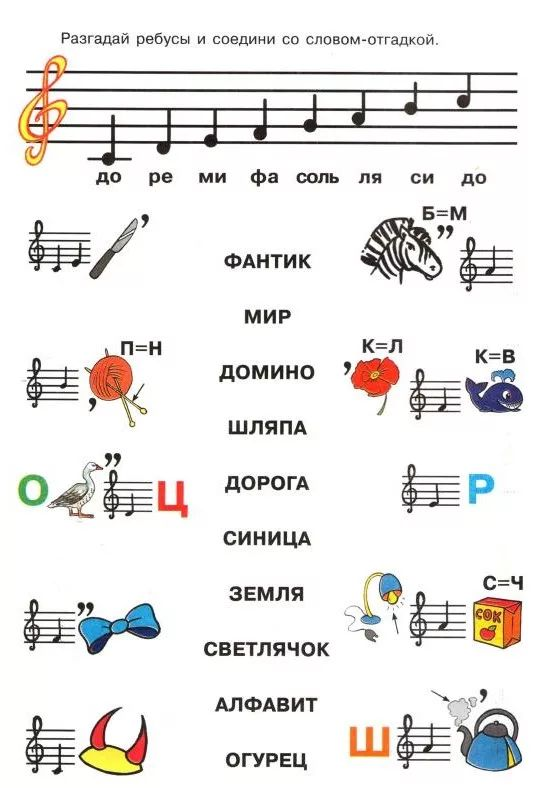 Разгадай ребусы и соедини со словом-отгадкой.
до ре ми фа соль ля си до
Б=М
ФАНТИК
МИР
П=Н
К=Л
К=В
ДОМИНО
ШЛЯПА
О
Ц
ДОРОГА
Р
СИНИЦА
ЗЕМЛЯ
С=Ч
СОК
СВЕТЛЯЧОК
АЛФАВИТ
Ш
ОГУРЕЦ